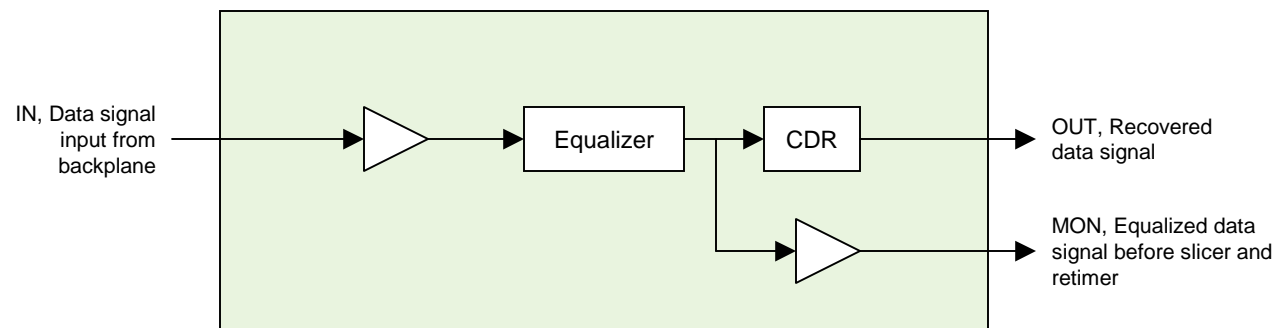 IN, Data signal
input from
backplane
Equalizer
CDR
OUT, Recovered
data signal
MON, Equalized data
signal before slicer and
retimer